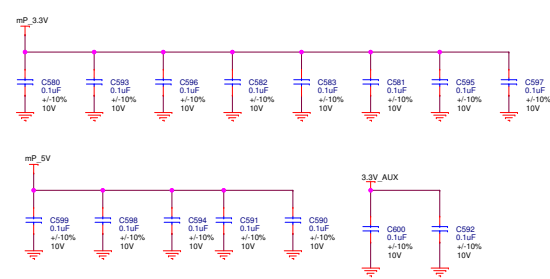 mP_3.3V
C580 C593 C596 C582 C583 C581 C595 C597
0.1uF 0.1uF 0.1uF 0.1uF 0.1uF 0.1uF 0.1uF 0.1uF
+/-10% +/-10% +/-10% +/-10% +/-10% +/-10% +/-10% +/-10%
10V 10V 10V 10V 10V 10V 10V 10V
mP_5V
3.3V_AUX
C599 C598 C594 C591 C590
0.1uF 0.1uF 0.1uF 0.1uF 0.1uF
+/-10% +/-10% +/-10% +/-10% +/-10%
10V 10V 10V 10V 10V
C600 C592
0.1uF 0.1uF
+/-10% +/-10%
10V 10V